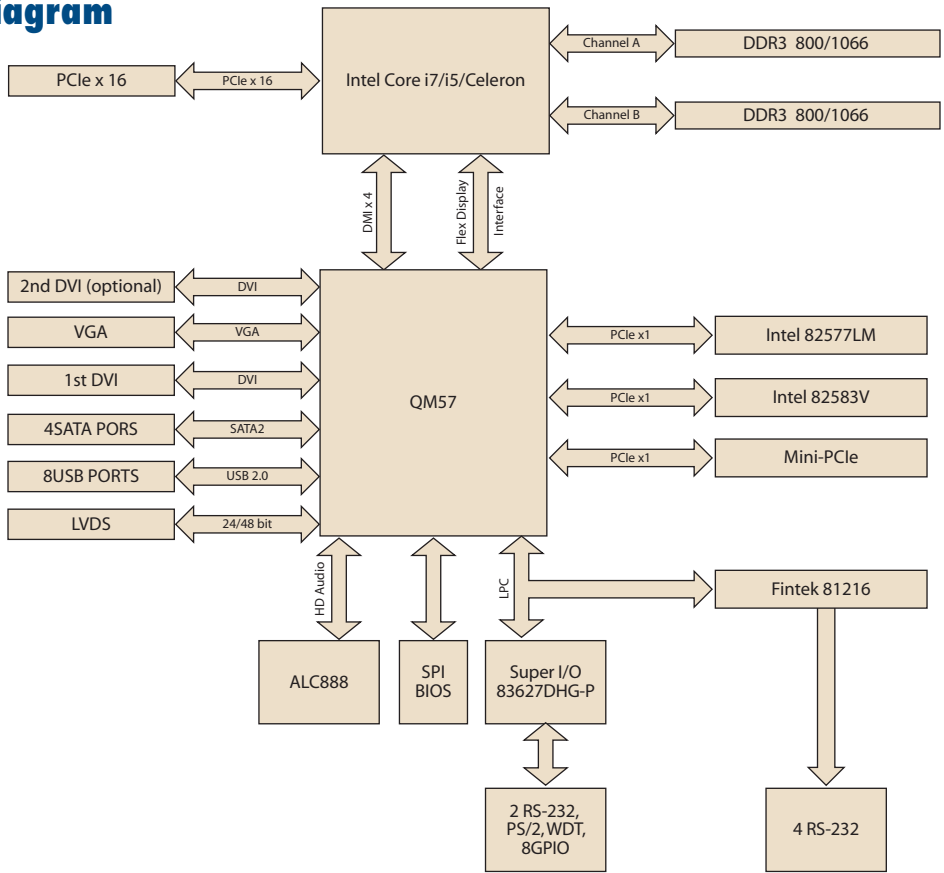 iagram
PCIe x 16
PCIe x 16
Intel Core i7/i5/Celeron
Channel A
DDR3 800/1066
Channel B
DDR3 800/1066
DMI x 4
Flex Display
Interface
2nd DVI (optional)
DVI
VGA
VGA
1st DVI
DVI
4SATA PORS
SATA2
8USB PORTS
USB 2.0
LVDS
24/48 bit
QM57
PCIe x1
Intel 82577LM
PCIe x1
Intel 82583V
PCIe x1
Mini-PCIe
HD Audio
LPC
Fintek 81216
ALC888
SPI
BIOS
Super I/O
83627DHG-P
2 RS-232,
PS/2, WDT,
8GPIO
4 RS-232